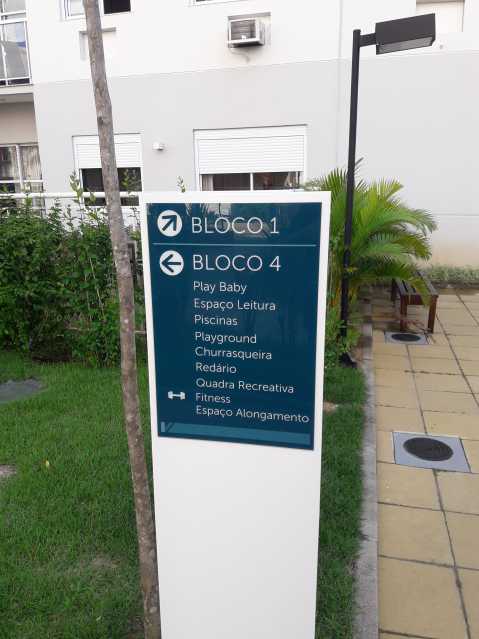 BLOCO 1
BLOCO 4
Play Baby
Espaço Leitura
Piscinas
Playground
Churrasqueira
Redário
Quadra Recreativa
Fitness
Espaço Alongamento